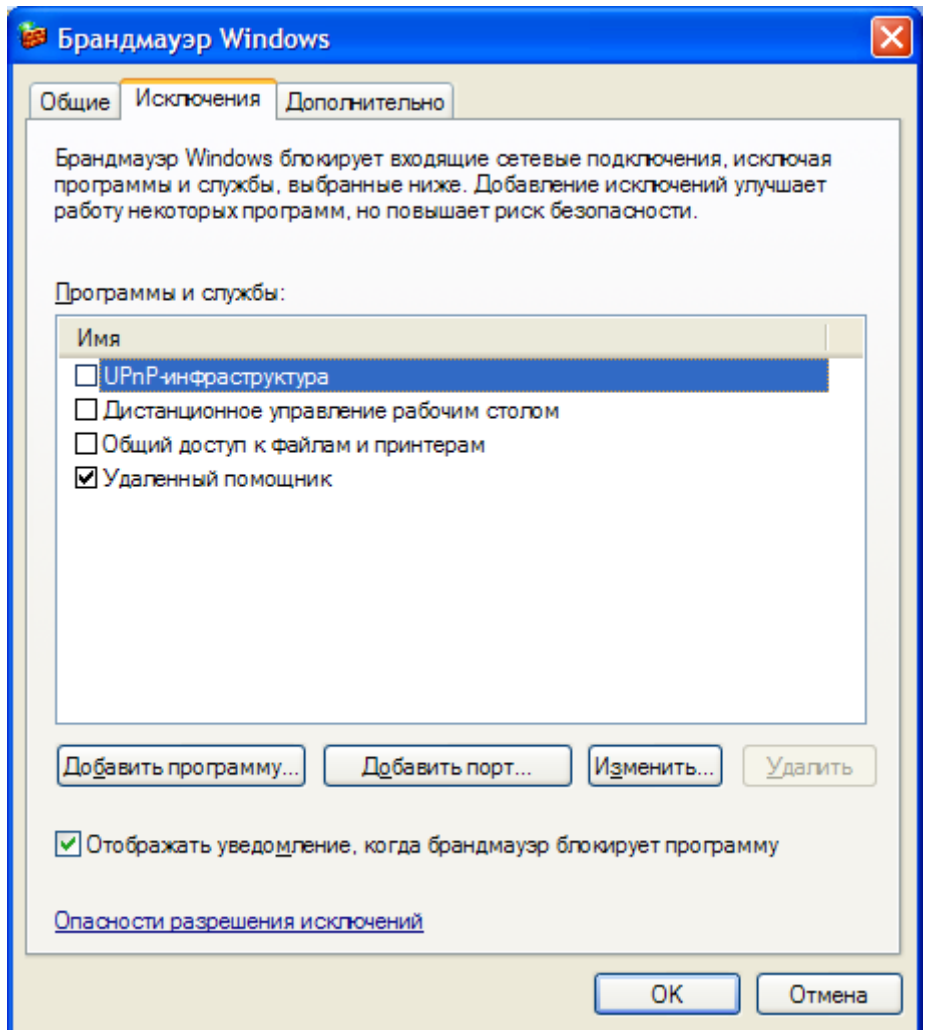 Брандмауэр Windows
Общие Исключения Дополнительно
Брандмауэр Windows блокирует входящие сетевые подключения, исключая
программы и службы, выбранные ниже. Добавление исключений улучшает
работу некоторых программ, но повышает риск безопасности.
Программы и службы:
Имя
UPnP-инфраструктура
Дистанционное управление рабочим столом
Общий доступ к файлам и принтерам
Удаленный помощник
Добавить программу... Добавить порт... Изменить... Удалить
Отображать уведомление, когда брандмауэр блокирует программу
Опасности разрешения исключений
OK Отмена